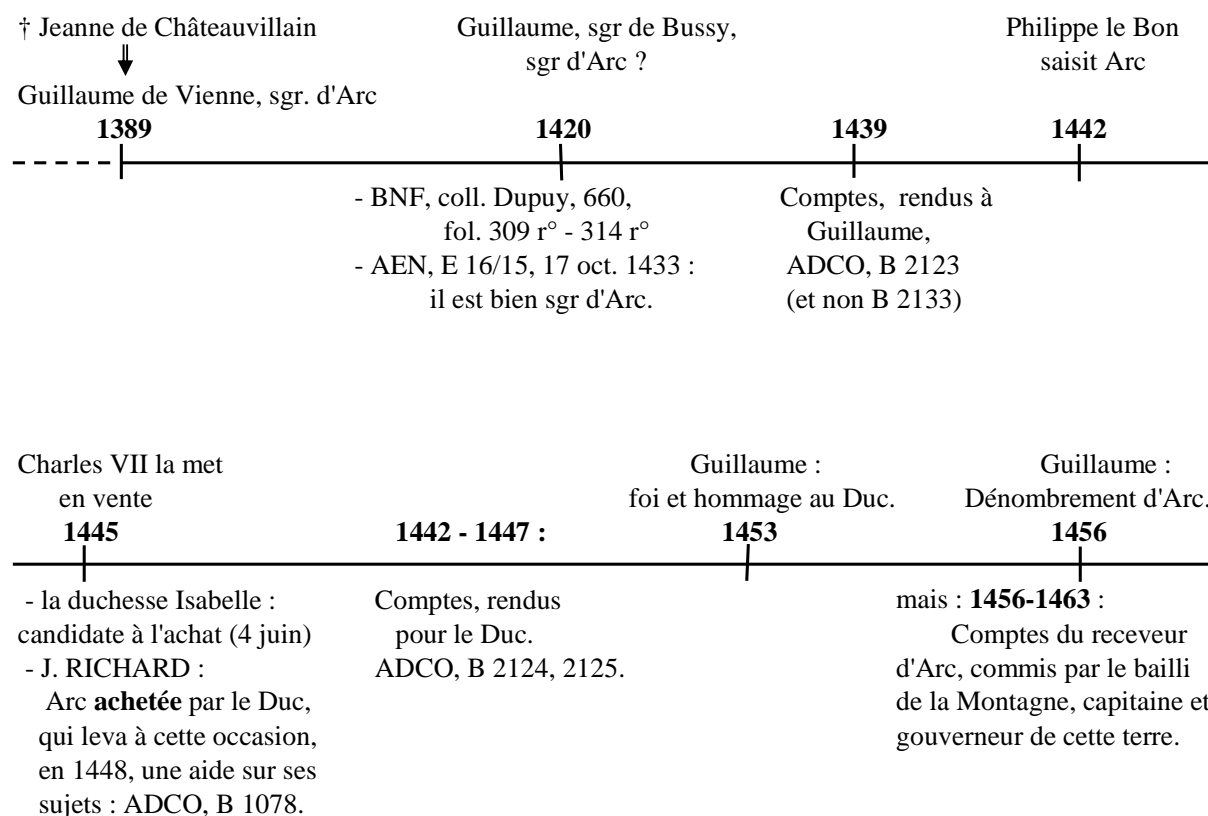 † Jeanne de Châteauvillain
Guillaume de Vienne, sgr. d'Arc
1389
Guillaume, sgr de Bussy,
sgr d'Arc ?
1420
1439
Philippe le Bon
saisit Arc
1442
- BNF, coll. Dupuy, 660,
fol. 309 r° - 314 r°
- AEN, E 16/15, 17 oct. 1433 :
il est bien sgr d'Arc.
Comptes, rendus à
Guillaume,
ADCO, B 2123
(et non B 2133)
Charles VII la met
en vente
1445
1442 - 1447 :
Guillaume :
foi et hommage au Duc.
1453
Guillaume :
Dénombrement d'Arc.
1456
- la duchesse Isabelle :
candidate à l'achat (4 juin)
- J. RICHARD :
Arc achetée par le Duc,
qui leva à cette occasion,
en 1448, une aide sur ses
sujets : ADCO, B 1078.
Comptes, rendus
pour le Duc.
ADCO, B 2124, 2125.
mais : 1456-1463 :
Comptes du receveur
d'Arc, commis par le bailli
de la Montagne, capitaine et
gouverneur de cette terre.